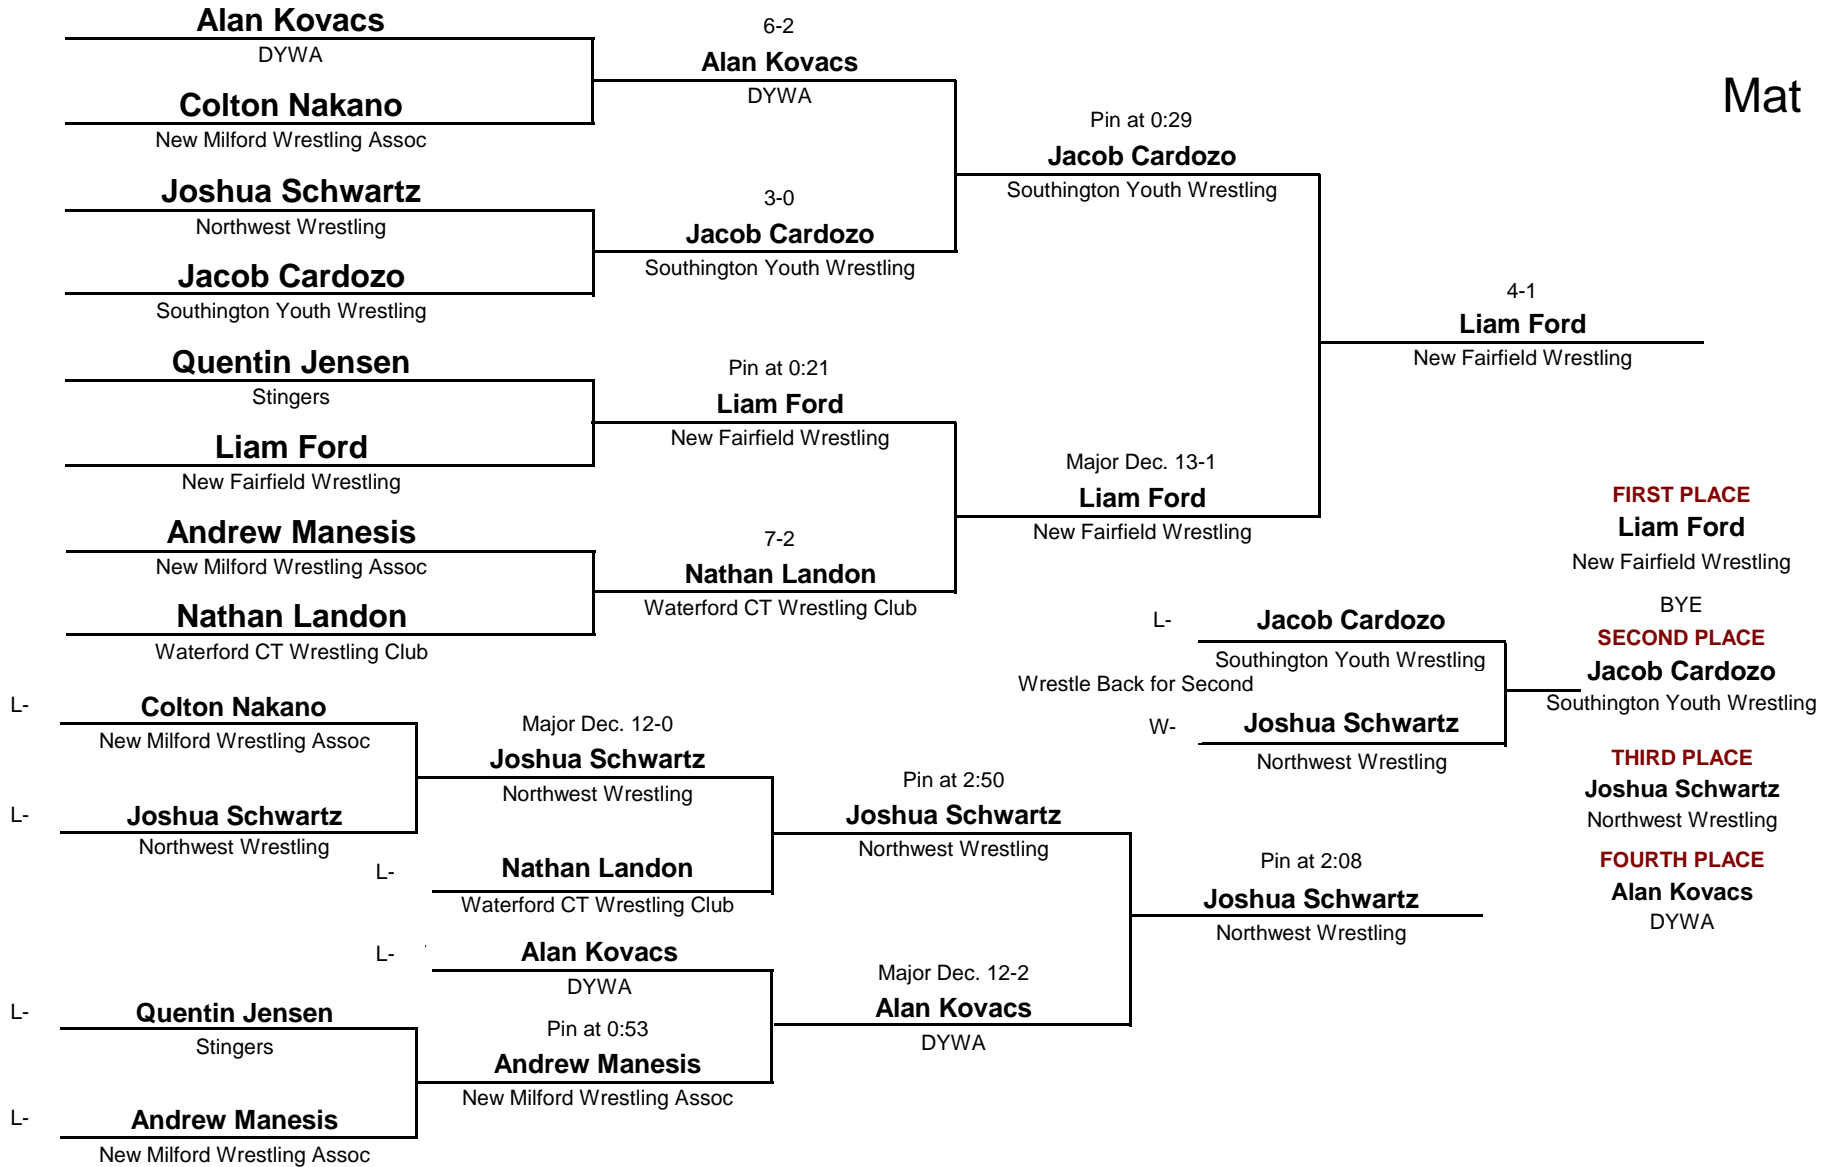 Alan Kovacs
DYWA
Colton Nakano
New Milford Wrestling Assoc
Joshua Schwartz
Northwest Wrestling
Jacob Cardozo
Southington Youth Wrestling
Quentin Jensen
Stingers
Liam Ford
New Fairfield Wrestling
Andrew Manesis
New Milford Wrestling Assoc
Nathan Landon
Waterford CT Wrestling Club
6-2
Alan Kovacs
DYWA
3-0
Jacob Cardozo
Southington Youth Wrestling
Pin at 0:21
Liam Ford
New Fairfield Wrestling
7-2
Nathan Landon
Waterford CT Wrestling Club
Pin at 0:29
Jacob Cardozo
Southington Youth Wrestling
Major Dec. 13-1
Liam Ford
New Fairfield Wrestling
Mat
4-1
Liam Ford
New Fairfield Wrestling
L-
Colton Nakano
New Milford Wrestling Assoc
L-
Joshua Schwartz
Northwest Wrestling
Major Dec. 12-0
Joshua Schwartz
Northwest Wrestling
L-
Nathan Landon
Waterford CT Wrestling Club
L-
Alan Kovacs
DYWA
L-
Quentin Jensen
Stingers
L-
Andrew Manesis
New Milford Wrestling Assoc
Pin at 0:53
Andrew Manesis
New Milford Wrestling Assoc
Pin at 2:50
Joshua Schwartz
Northwest Wrestling
Major Dec. 12-2
Alan Kovacs
DYWA
Pin at 2:08
Joshua Schwartz
Northwest Wrestling
L-
Jacob Cardozo
Southington Youth Wrestling
Wrestle Back for Second
W-
Joshua Schwartz
Northwest Wrestling
FIRST PLACE
Liam Ford
New Fairfield Wrestling
BYE
SECOND PLACE
Jacob Cardozo
Southington Youth Wrestling
THIRD PLACE
Joshua Schwartz
Northwest Wrestling
FOURTH PLACE
Alan Kovacs
DYWA